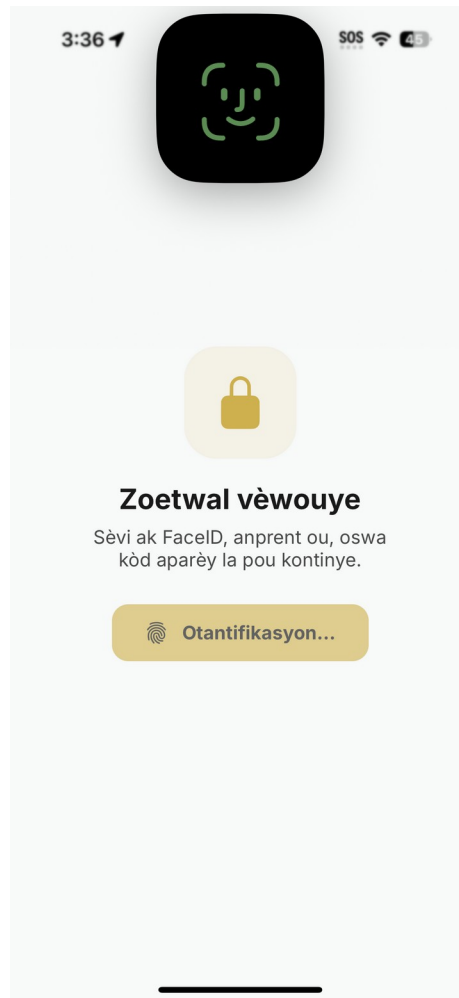 3:36 SOS 45
Zoetwal vèwouye
Sèvi ak FaceID, anprent ou, oswa
kòd aparèy la pou kontinye.
Otantifikasyon...